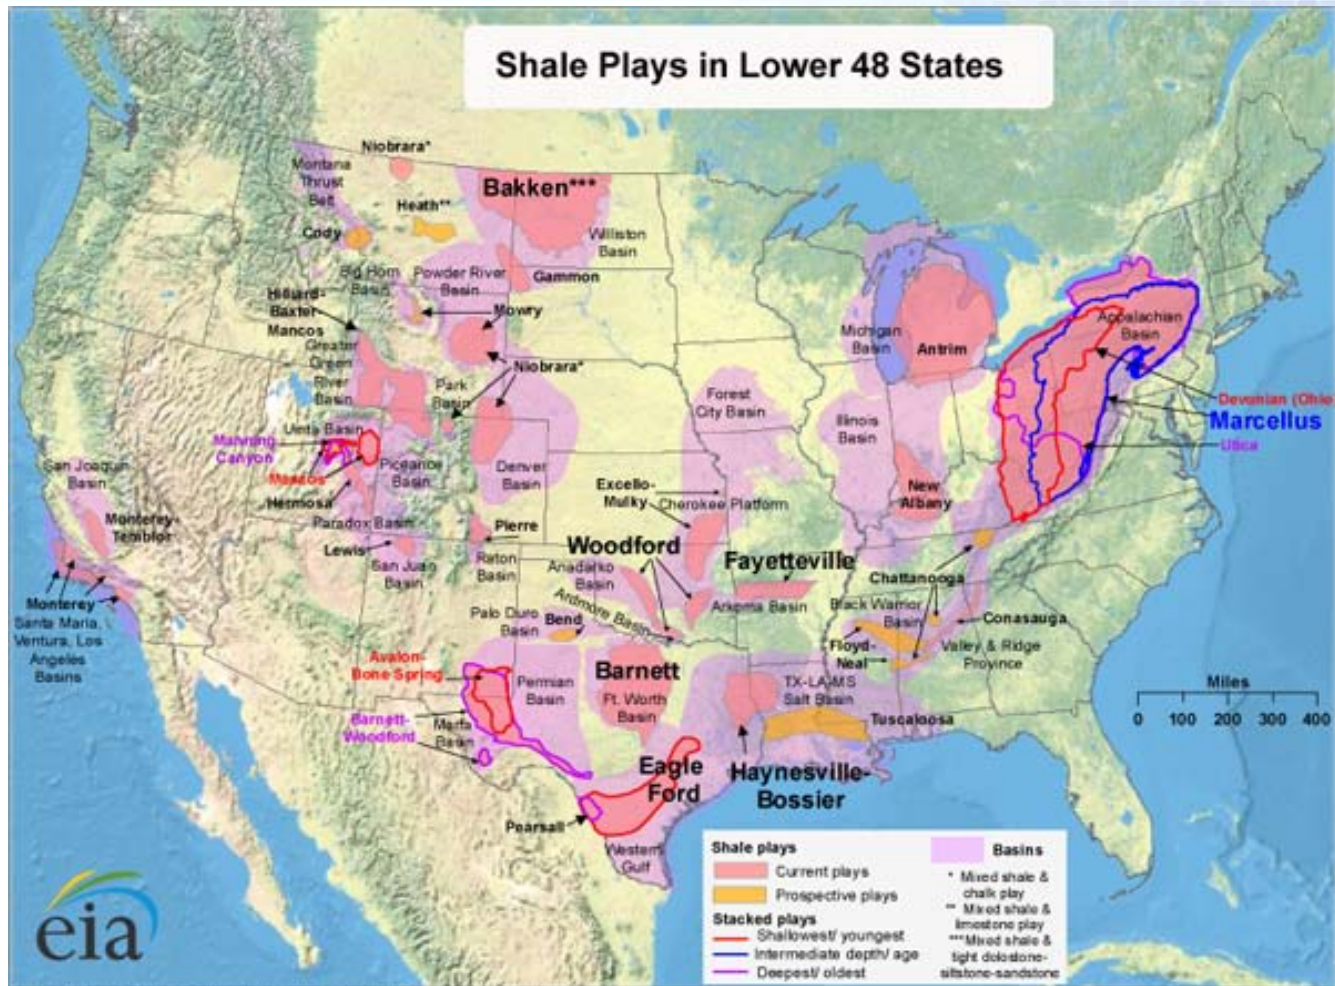 Shale Plays in Lower 48 States
Niobrara*
Montana
Thrust
Belt
Bakken***
Heath**
Cody
Williston
Basin
Big Horn
Basin
Powder River
Basin
Gammon
Hilliard-
Baxter-
Mancos
Mowry
Greater
Green
River
Basin
Niobrara*
Park
Basin
Michigan
Basin
Antrim
Appalachian
Basin
Devonian (Ohio
Marcellus
Utica
Forest
City Basin
Illinois
Basin
Uinta Basin
Manning
Canyon
Mancos
Piceance
Basin
Denver
Basin
San Joaquin
Basin
Hermosa
Excello-
Mulky
Cherokee Platform
New
Albany
Monterey-
Temblor
Paradox Basin
Pierre
Lewis
San Juan
Basin
Raton
Basin
Woodford
Anadarko
Basin
Fayetteville
Chattanooga
Monterey
Santa Maria,
Ventura, Los
Angeles
Basins
Palo Duro
Basin
Bend
Ardmore Basin
Arkoma Basin
Black Warrior
Basin
Conasauga
Floyd-
Neal
Valley & Ridge
Province
Avalon-
Bone Spring
Permian
Basin
Barnett
Ft. Worth
Basin
TX-LA-MS
Salt Basin
Tuscaloosa
Barnett-
Woodford
Marfa
Basin
Eagle
Ford
Haynesville-
Bossier
Pearsall
Western
Gulf
Miles
0 100 200 300 400
Shale plays
Current plays
Prospective plays
Stacked plays
Shallowest/ youngest
Intermediate depth/ age
Deepest/ oldest
Basins
* Mixed shale &
chalk play
** Mixed shale &
limestone play
***Mixed shale &
tight dolostone-
siltstone-sandstone
eia